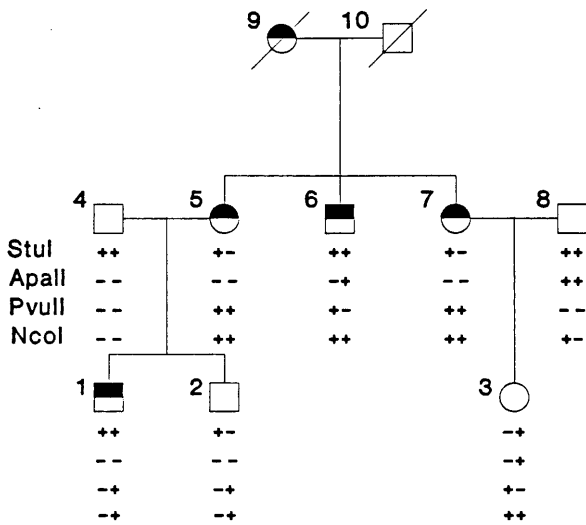 9 10
4 5 6 7 8
StuI ++ +- ++ +- ++
ApaII -- -- -+ -- ++
PvuII -- ++ +- ++ --
NcoI -- ++ ++ ++ +-
1 2 3
++ +- -+
-- -- -+
-+ -+ +-
-+ -+ ++